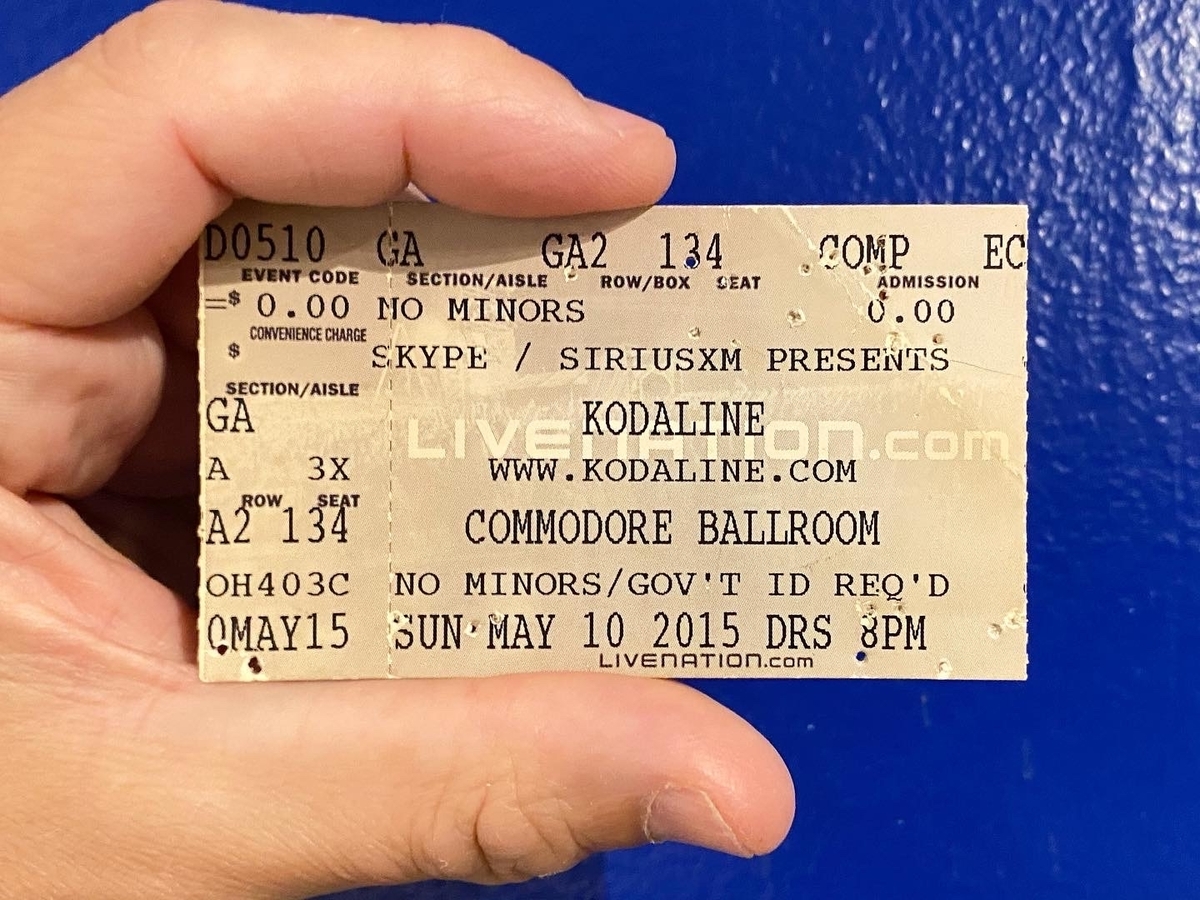 D0510 GA GA2 134 COMP EC
EVENT CODE SECTION/AISLE ROW/BOX SEAT ADMISSION
=$ 0.00 NO MINORS 0.00
CONVENIENCE CHARGE
$ SKYPE / SIRIUSXM PRESENTS
SECTION/AISLE
GA KODALINE
LIVENATION.com
A 3X WWW.KODALINE.COM
ROW SEAT
A2 134 COMMODORE BALLROOM
OH403C NO MINORS/GOV'T ID REQ'D
0MAY15 SUN MAY 10 2015 DRS 8PM
LIVENATION.com